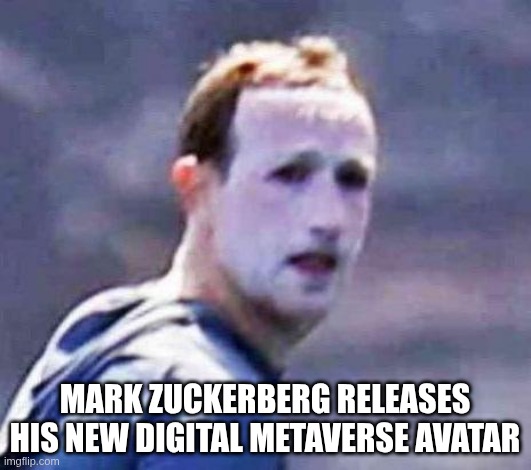 MARK ZUCKERBERG RELEASES
HIS NEW DIGITAL METAVERSE AVATAR
imgflip.com